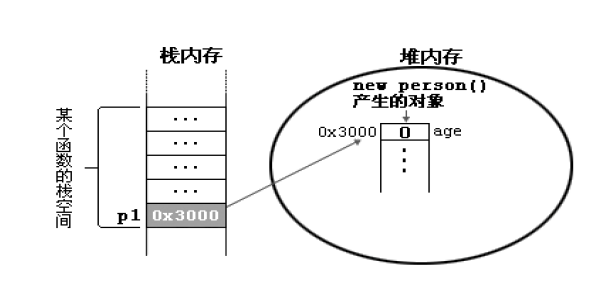 栈内存
堆内存
new person()
产生的对象
0x3000
0
age
某个函数的栈空间
...
...
...
...
p1
0x3000